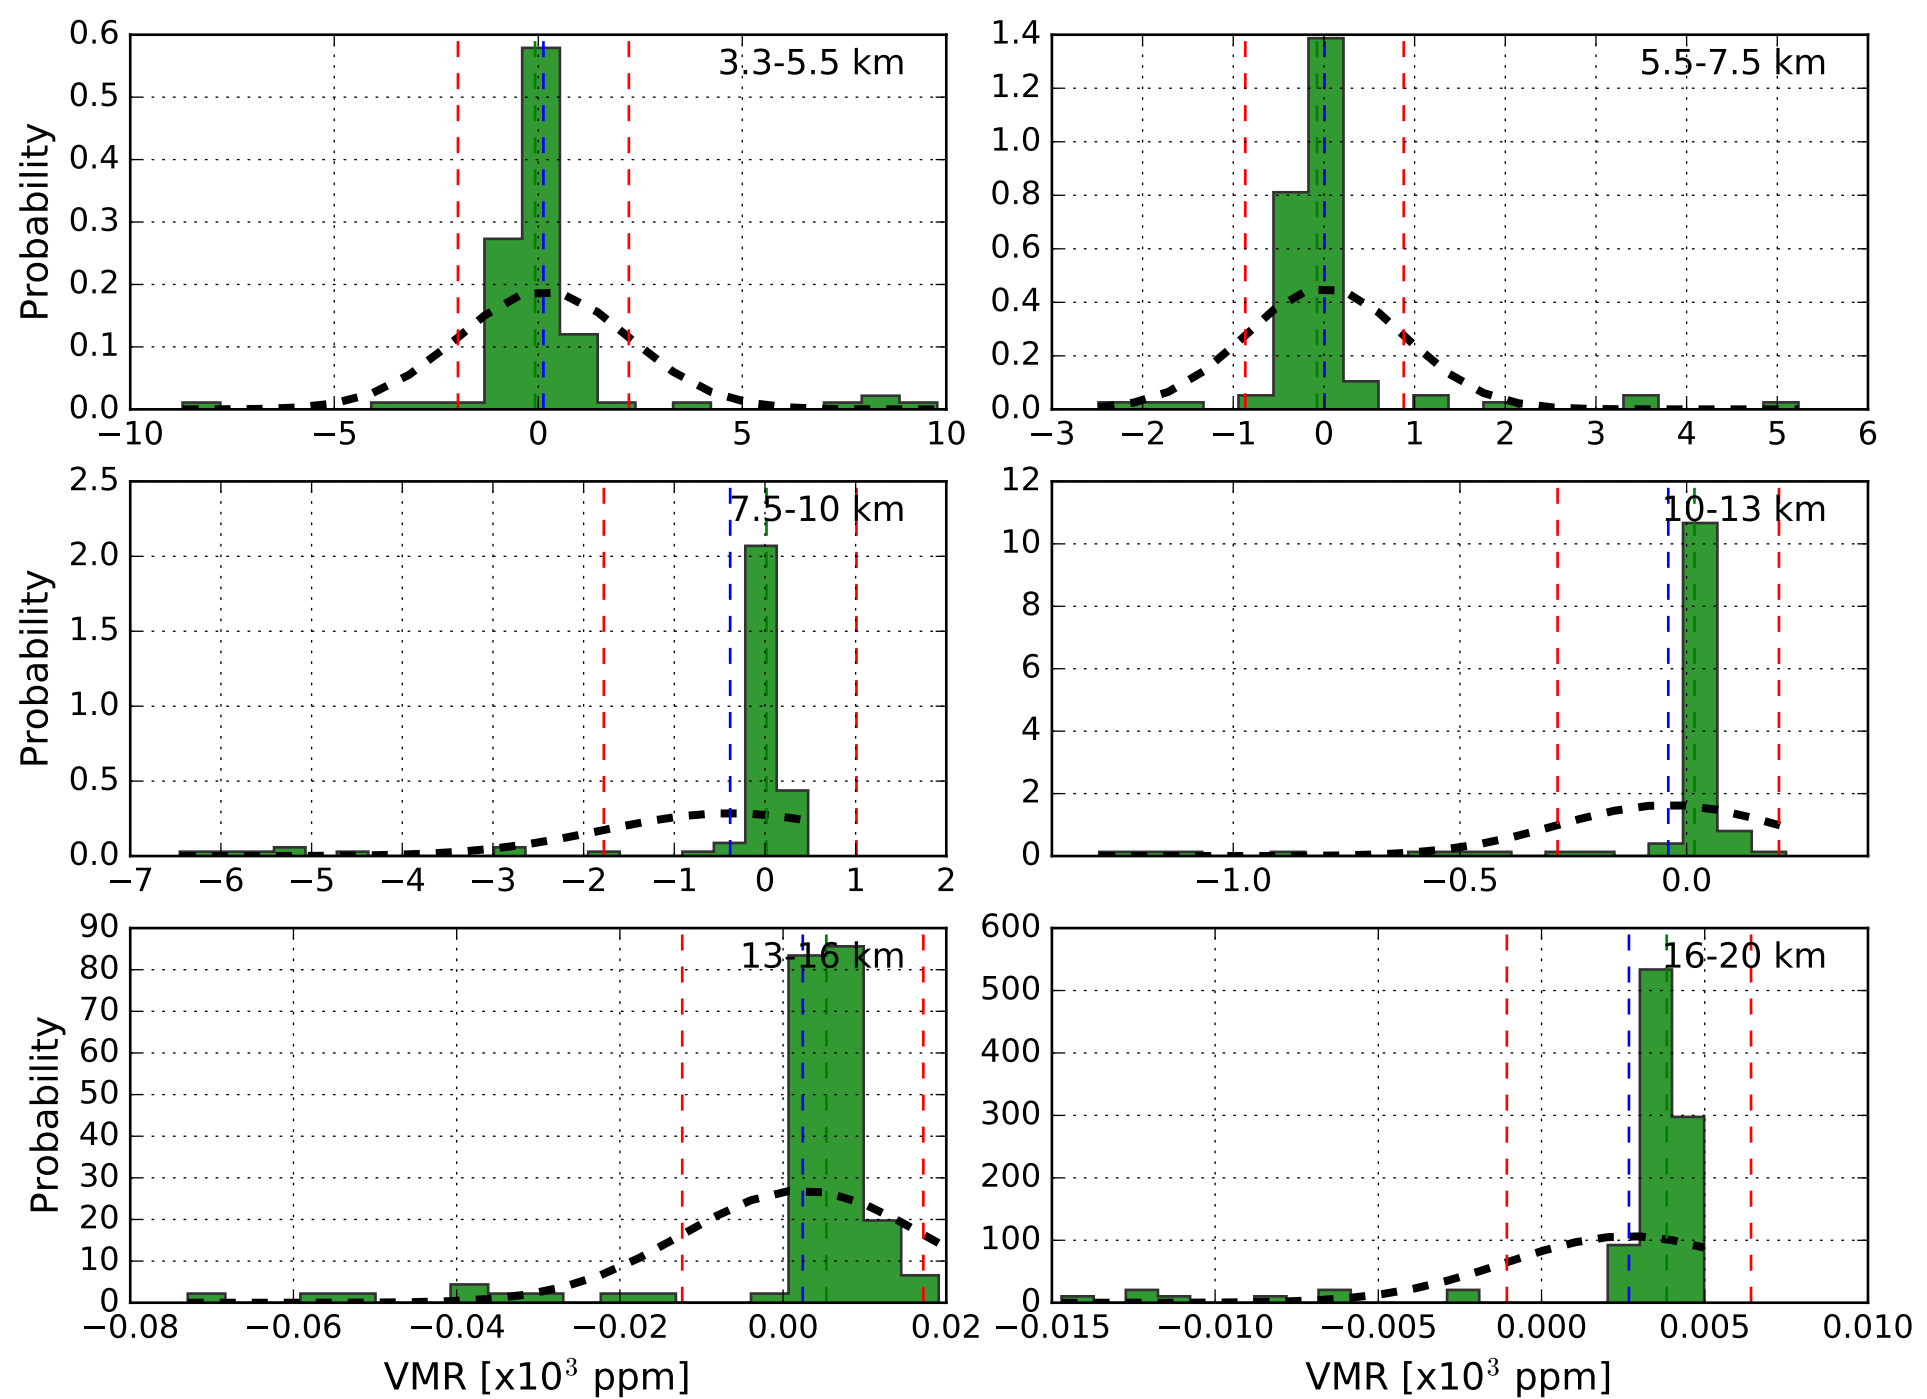 3.3-5.5 km
Probability
0.6
0.5
0.4
0.3
0.2
0.1
0.0
−10 −5 0 5 10
5.5-7.5 km
1.4
1.2
1.0
0.8
0.6
0.4
0.2
0.0
−3 −2 −1 0 1 2 3 4 5 6
7.5-10 km
Probability
2.5
2.0
1.5
1.0
0.5
0.0
−7 −6 −5 −4 −3 −2 −1 0 1 2
10-13 km
12
10
8
6
4
2
0
−1.0 −0.5 0.0
13-16 km
Probability
90
80
70
60
50
40
30
20
10
0
−0.08 −0.06 −0.04 −0.02 0.00 0.02
VMR [x10³ ppm]
16-20 km
600
500
400
300
200
100
0
−0.015 −0.010 −0.005 0.000 0.005 0.010
VMR [x10³ ppm]